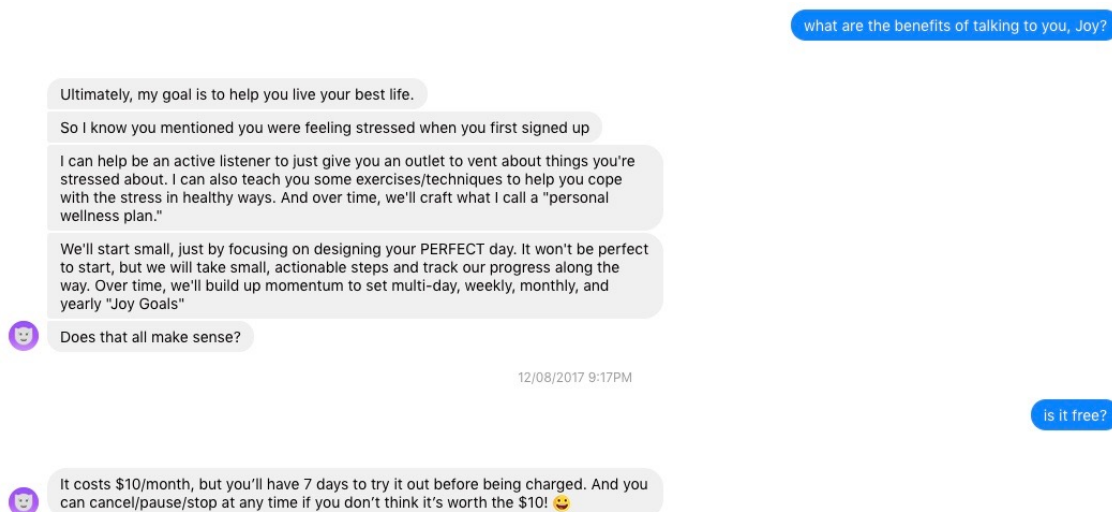 what are the benefits of talking to you, Joy?
Ultimately, my goal is to help you live your best life.
So I know you mentioned you were feeling stressed when you first signed up
I can help be an active listener to just give you an outlet to vent about things you're
stressed about. I can also teach you some exercises/techniques to help you cope
with the stress in healthy ways. And over time, we'll craft what I call a "personal
wellness plan."
We'll start small, just by focusing on designing your PERFECT day. It won't be perfect
to start, but we will take small, actionable steps and track our progress along the
way. Over time, we'll build up momentum to set multi-day, weekly, monthly, and
yearly "Joy Goals"
Does that all make sense?
12/08/2017 9:17PM
is it free?
It costs $10/month, but you’ll have 7 days to try it out before being charged. And you
can cancel/pause/stop at any time if you don’t think it’s worth the $10! 😀